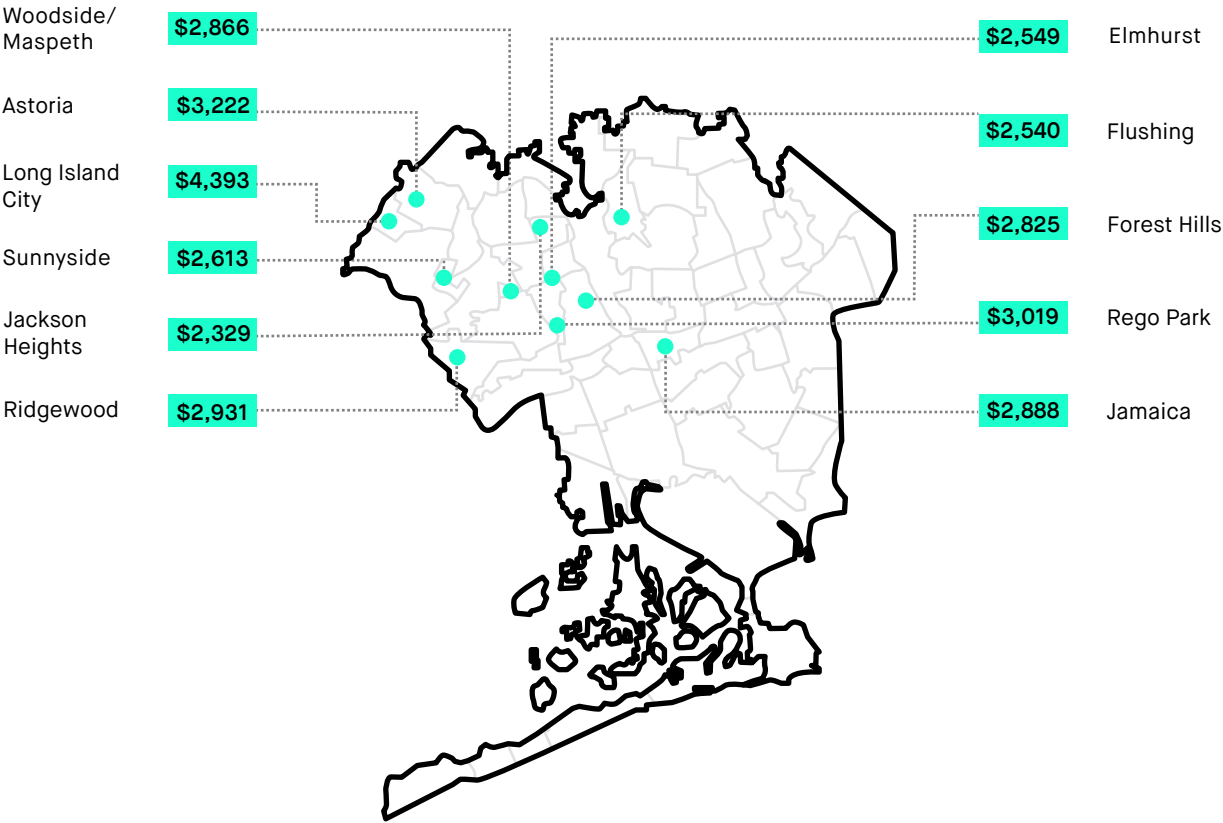 Woodside/
Maspeth
$2,866
Astoria
$3,222
Long Island
City
$4,393
Sunnyside
$2,613
Jackson
Heights
$2,329
Ridgewood
$2,931
$2,549
Elmhurst
$2,540
Flushing
$2,825
Forest Hills
$3,019
Rego Park
$2,888
Jamaica